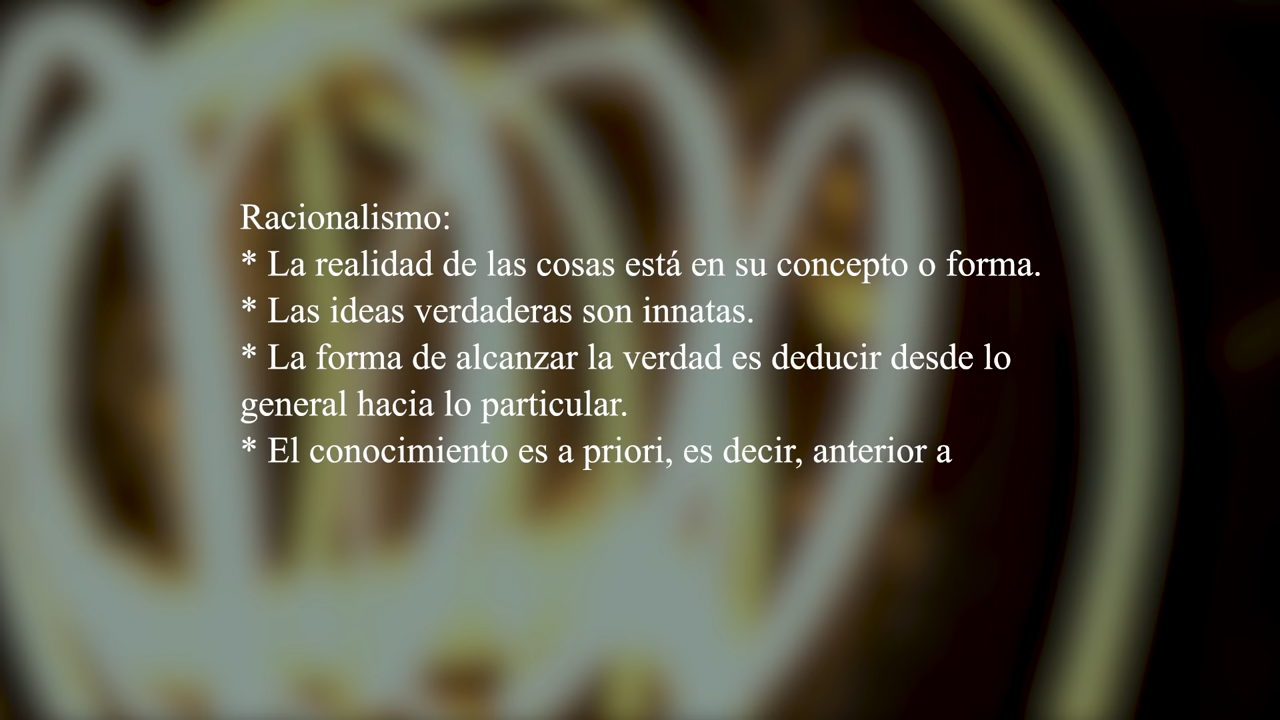 Racionalismo:
* La realidad de las cosas está en su concepto o forma.
* Las ideas verdaderas son innatas.
* La forma de alcanzar la verdad es deducir desde lo
general hacia lo particular.
* El conocimiento es a priori, es decir, anterior a